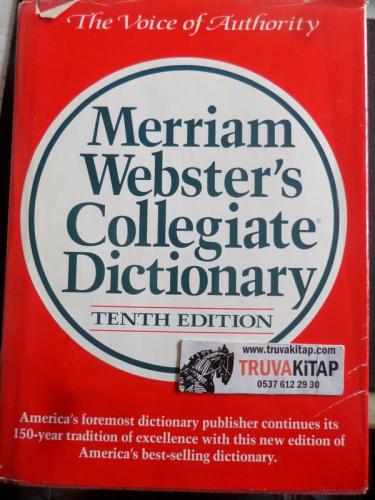 The Voice of Authority
Merriam
Webster's
Collegiate®
Dictionary
TENTH EDITION
www.truvakitap.com
TRUVAKiTAP
0537 612 29 30
America's foremost dictionary publisher continues its
150-year tradition of excellence with this new edition of
America's best-selling dictionary.